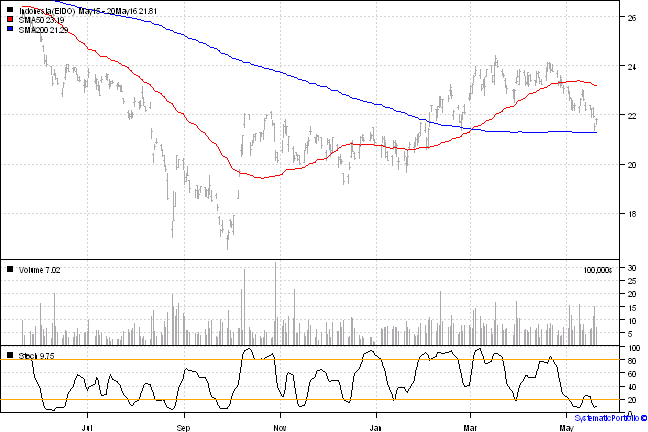 Indonesia(EIDO) May15 - 20May16 21.81
SMA50 23.19
SMA200 21.29
26
24
22
20
18
Volume 7.02
100,000s
30
25
20
15
10
5
Stoch 9.75
100
80
60
40
20
0
Jul Sep Nov Jan Mar May
SystematicPortfolio ©